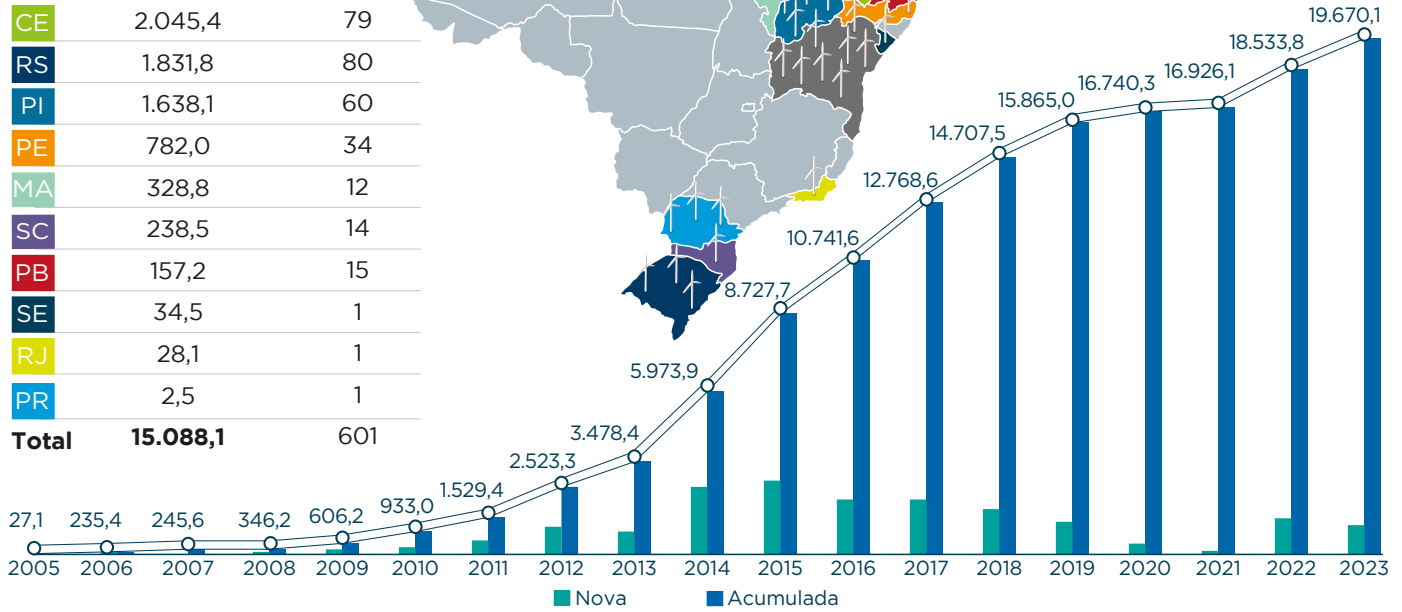 CE 2.045,4 79
RS 1.831,8 80
PI 1.638,1 60
PE 782,0 34
MA 328,8 12
SC 238,5 14
PB 157,2 15
SE 34,5 1
RJ 28,1 1
PR 2,5 1
Total 15.088,1 601
27,1 235,4 245,6 346,2 606,2 933,0 1.529,4 2.523,3 3.478,4 5.973,9 8.727,7 10.741,6 12.768,6 14.707,5 15.865,0 16.740,3 16.926,1 18.533,8 19.670,1
2005 2006 2007 2008 2009 2010 2011 2012 2013 2014 2015 2016 2017 2018 2019 2020 2021 2022 2023
Nova Acumulada